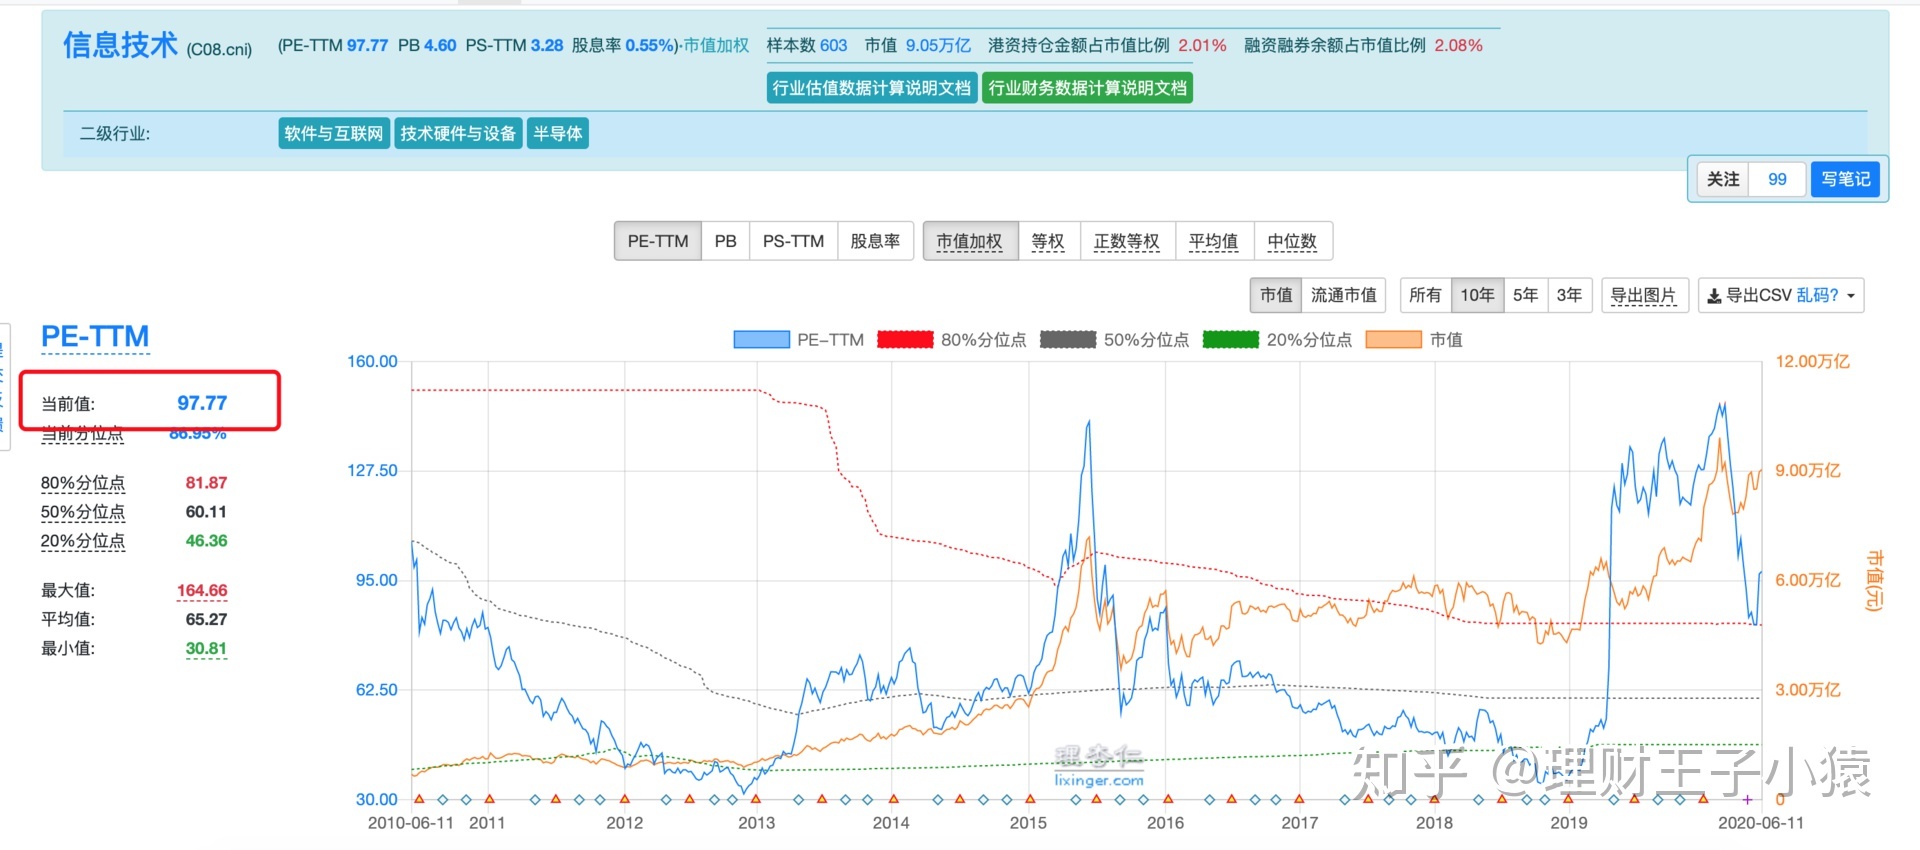 信息技术 (C08.cni) (PE-TTM 97.77 PB 4.60 PS-TTM 3.28 股息率 0.55%)·市值加权 样本数 603 市值 9.05万亿 港资持仓金额占市值比例 2.01% 融资融券余额占市值比例 2.08%
行业估值数据计算说明文档 行业财务数据计算说明文档
二级行业: 软件与互联网 技术硬件与设备 半导体
关注 99 写笔记
PE-TTM PB PS-TTM 股息率 市值加权 等权 正数等权 平均值 中位数
市值 流通市值 所有 10年 5年 3年 导出图片 导出CSV 乱码?
PE-TTM
当前值: 97.77
当前分位点 86.95%
80%分位点 81.87
50%分位点 60.11
20%分位点 46.36
最大值: 164.66
平均值: 65.27
最小值: 30.81
PE-TTM 80%分位点 50%分位点 20%分位点 市值
160.00 12.00万亿
127.50 9.00万亿
95.00 6.00万亿
62.50 3.00万亿
30.00 0
市值(元)
理杏仁
lixinger.com
知乎 @理财王子小猿
2010-06-11 2011 2012 2013 2014 2015 2016 2017 2018 2019 2020-06-11